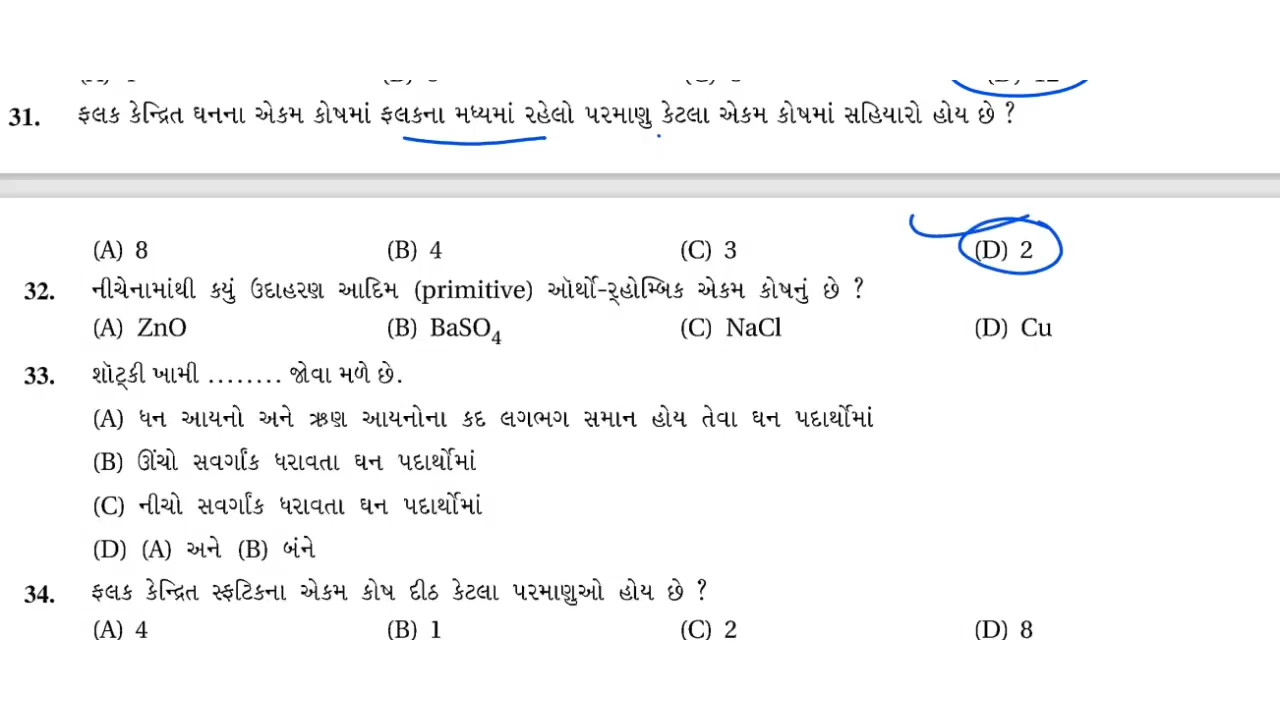 31. ફલક કેન્દ્રિત ઘનના એકમ કોષમાં ફલકના મધ્યમાં રહેલો પરમાણુ કેટલા એકમ કોષમાં સહિયારો હોય છે ?
(A) 8 (B) 4 (C) 3 (D) 2
32. નીચેનામાંથી કયું ઉદાહરણ આદિમ (primitive) ઑર્થો-ર્‌હોમ્બિક એકમ કોષનું છે ?
(A) ZnO (B) BaSO₄ (C) NaCl (D) Cu
33. શૉટ્કી ખામી ........ જોવા મળે છે.
(A) ધન આયનો અને ઋણ આયનોના કદ લગભગ સમાન હોય તેવા ઘન પદાર્થોમાં
(B) ઊંચો સવર્ગાંક ધરાવતા ઘન પદાર્થોમાં
(C) નીચો સવર્ગાંક ધરાવતા ઘન પદાર્થોમાં
(D) (A) અને (B) બંને
34. ફલક કેન્દ્રિત સ્ફટિકના એકમ કોષ દીઠ કેટલા પરમાણુઓ હોય છે ?
(A) 4 (B) 1 (C) 2 (D) 8